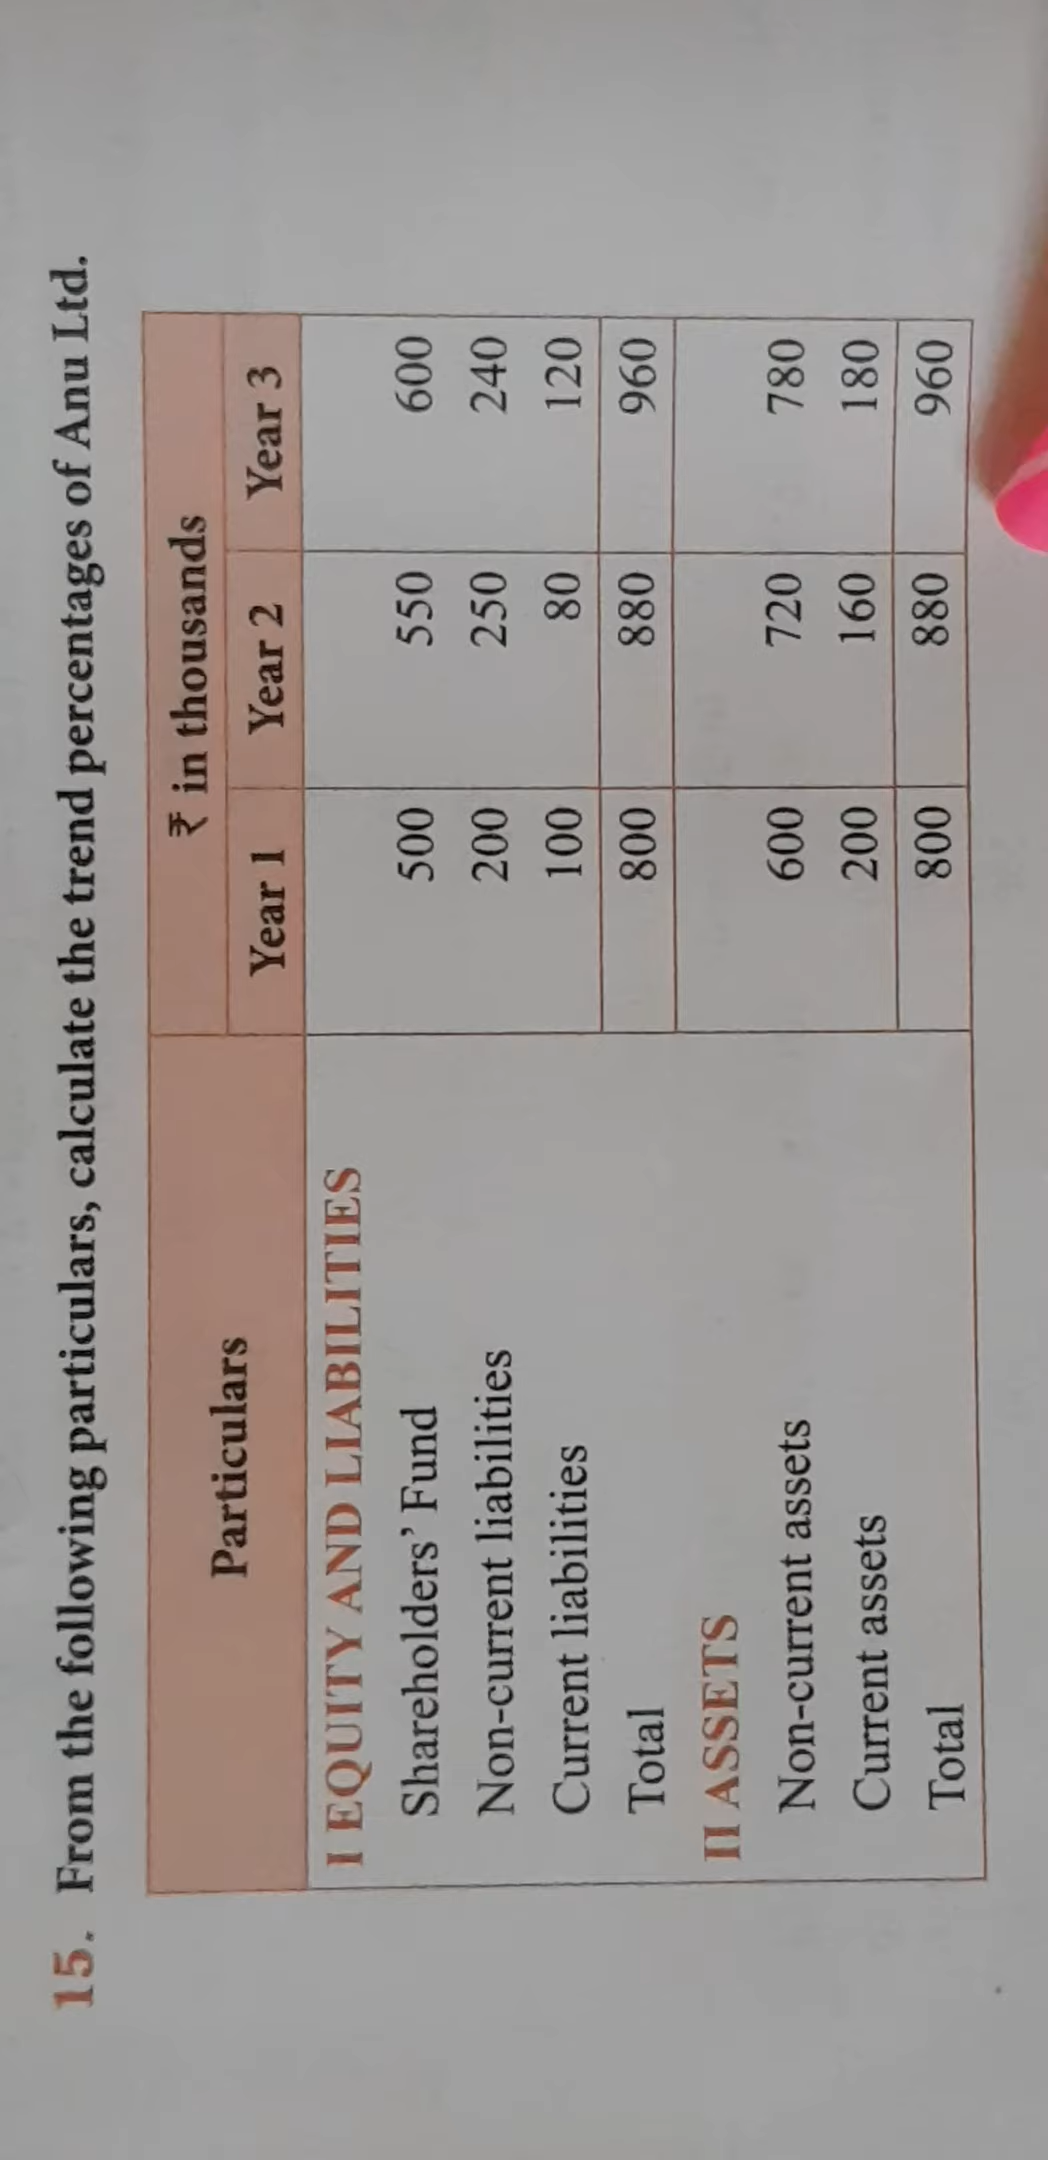 15. From the following particulars, calculate the trend percentages of Anu Ltd.
Particulars ₹ in thousands
Year 1 Year 2 Year 3
I EQUITY AND LIABILITIES
Shareholders' Fund 500 550 600
Non-current liabilities 200 250 240
Current liabilities 100 80 120
Total 800 880 960
II ASSETS
Non-current assets 600 720 780
Current assets 200 160 180
Total 800 880 960